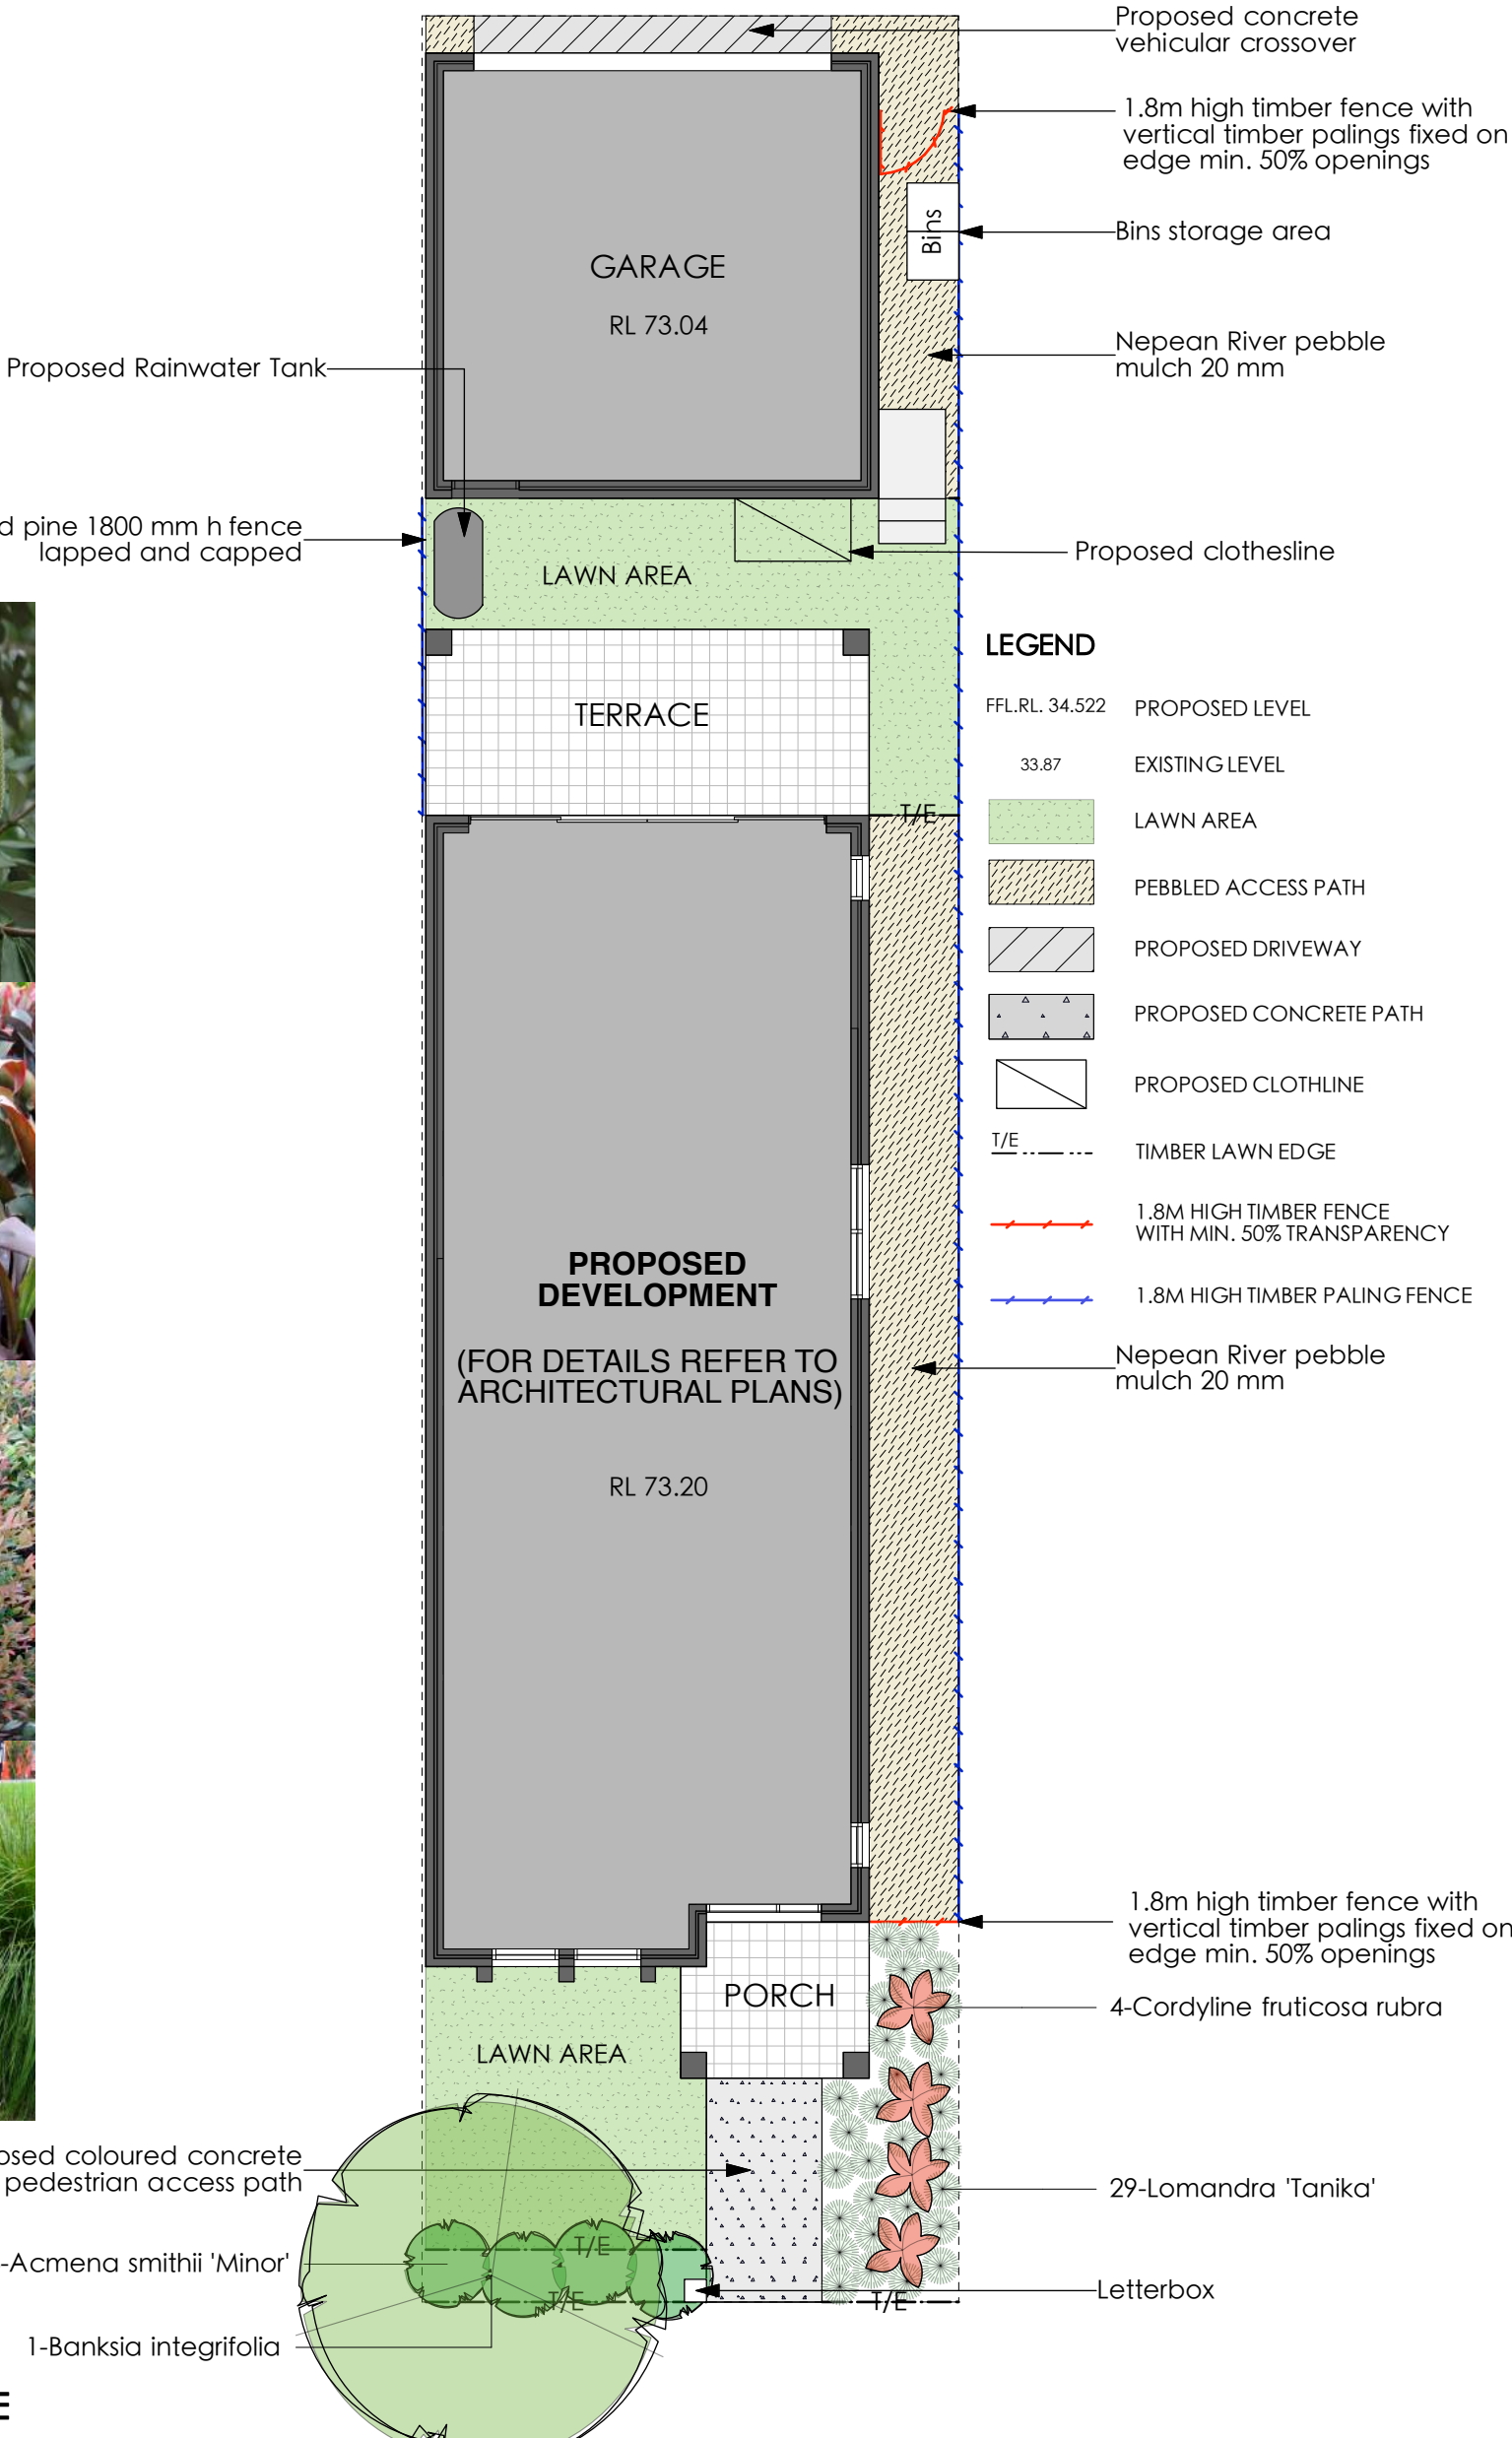 Proposed concrete
vehicular crossover
1.8m high timber fence with
vertical timber palings fixed on
edge min. 50% openings
Bins
Bins storage area
GARAGE
RL 73.04
Nepean River pebble
mulch 20 mm
Proposed Rainwater Tank
pine 1800 mm h fence
lapped and capped
Proposed clothesline
LAWN AREA
LEGEND
TERRACE
FFL.RL. 34.522 PROPOSED LEVEL
33.87 EXISTING LEVEL
T/E
LAWN AREA
PEBBLED ACCESS PATH
PROPOSED DRIVEWAY
PROPOSED CONCRETE PATH
PROPOSED CLOTHLINE
T/E TIMBER LAWN EDGE
1.8M HIGH TIMBER FENCE
WITH MIN. 50% TRANSPARENCY
1.8M HIGH TIMBER PALING FENCE
PROPOSED
DEVELOPMENT
(FOR DETAILS REFER TO
ARCHITECTURAL PLANS)
RL 73.20
Nepean River pebble
mulch 20 mm
1.8m high timber fence with
vertical timber palings fixed on
edge min. 50% openings
PORCH
4-Cordyline fruticosa rubra
LAWN AREA
coloured concrete
pedestrian access path
29-Lomandra 'Tanika'
T/E
-Acmena smithii 'Minor'
Letterbox
T/E
T/E
1-Banksia integrifolia